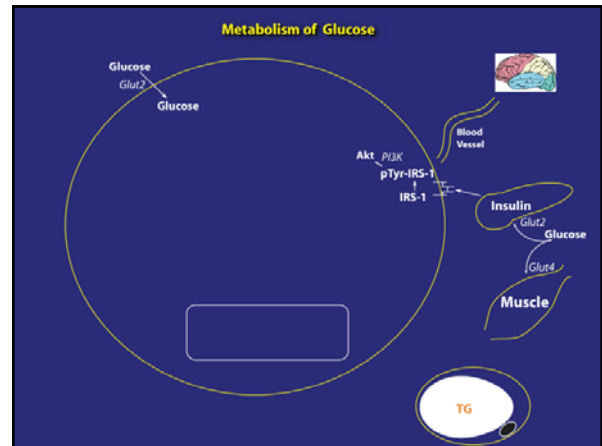 Metabolism of Glucose
Glucose
Glut2
Glucose
Blood
Vessel
Akt PI3K
pTyr-IRS-1
IRS-1
Insulin
Glut2
Glucose
Glut4
Muscle
TG